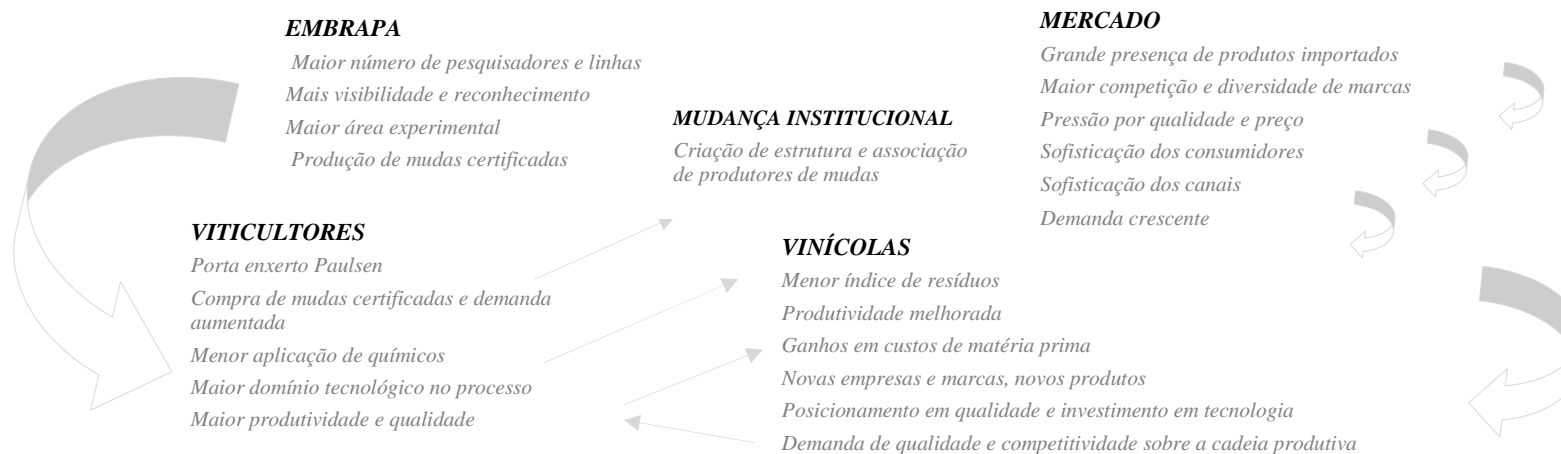 EMBRAPA
Maior número de pesquisadores e linhas
Mais visibilidade e reconhecimento
Maior área experimental
Produção de mudas certificadas
MUDANÇA INSTITUCIONAL
Criação de estrutura e associação
de produtores de mudas
MERCADO
Grande presença de produtos importados
Maior competição e diversidade de marcas
Pressão por qualidade e preço
Sofisticação dos consumidores
Sofisticação dos canais
Demanda crescente
VITICULTORES
Porta enxerto Paulsen
Compra de mudas certificadas e demanda
aumentada
Menor aplicação de químicos
Maior domínio tecnológico no processo
Maior produtividade e qualidade
VINÍCOLAS
Menor índice de resíduos
Produtividade melhorada
Ganhos em custos de matéria prima
Novas empresas e marcas, novos produtos
Posicionamento em qualidade e investimento em tecnologia
Demanda de qualidade e competitividade sobre a cadeia produtiva